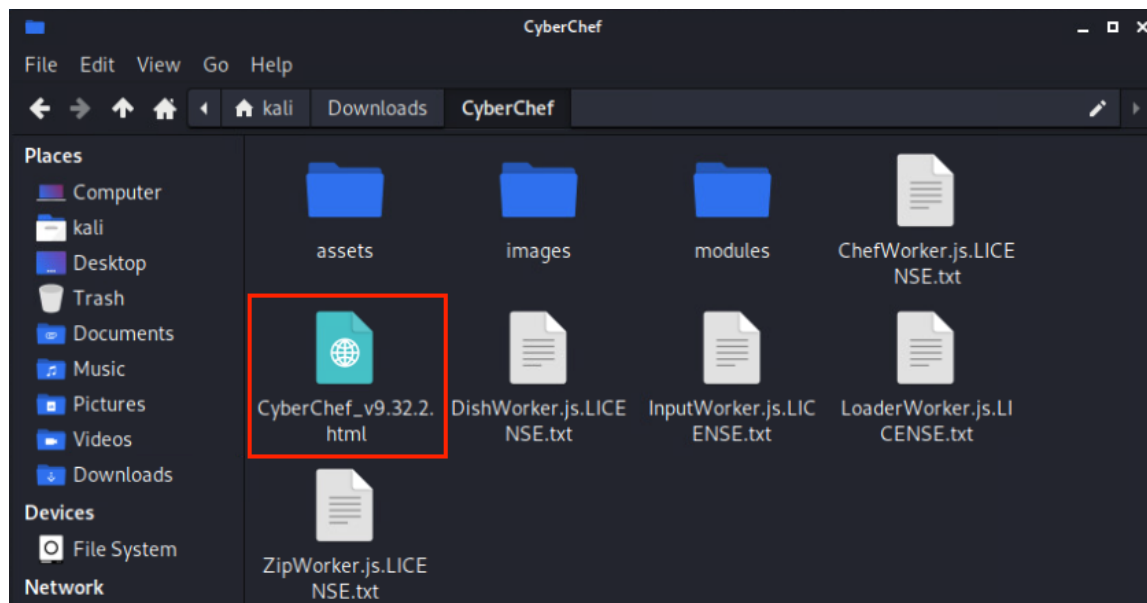 CyberChef
File Edit View Go Help
kali Downloads CyberChef
Places
Computer
kali
Desktop
Trash
Documents
Music
Pictures
Videos
Downloads
Devices
File System
Network
assets images modules ChefWorker.js.LICE
NSE.txt
CyberChef_v9.32.2. DishWorker.js.LICE InputWorker.js.LIC LoaderWorker.js.LI
html NSE.txt ENSE.txt CENSE.txt
ZipWorker.js.LICE
NSE.txt